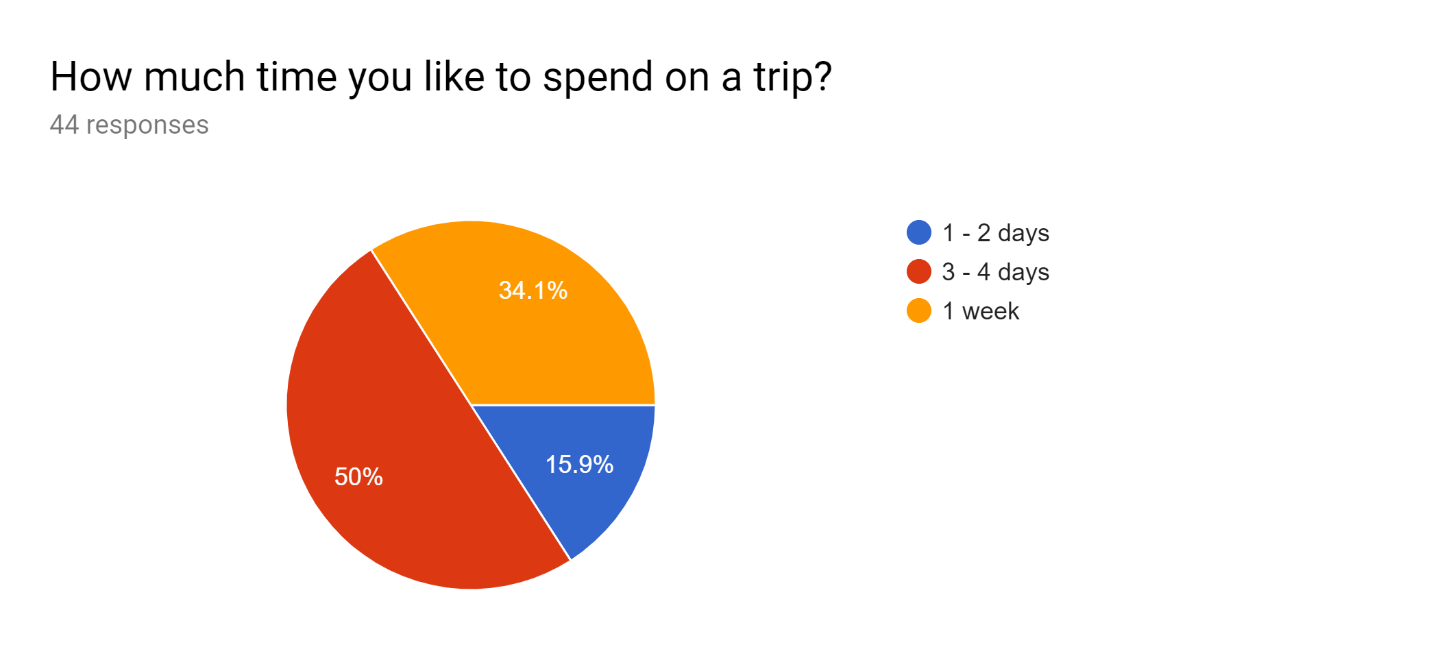 How much time you like to spend on a trip?
44 responses
1 - 2 days
3 - 4 days
1 week
34.1%
15.9%
50%